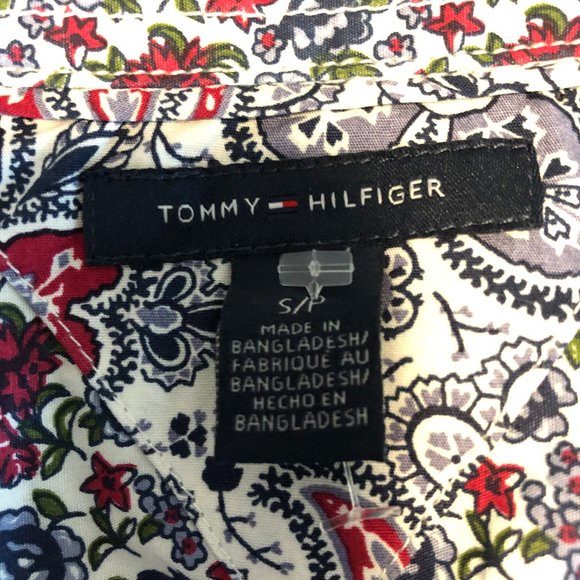 TOMMY HILFIGER
S/P
MADE IN
BANGLADESH/
FABRIQUÉ AU
BANGLADESH/
HECHO EN
BANGLADESH